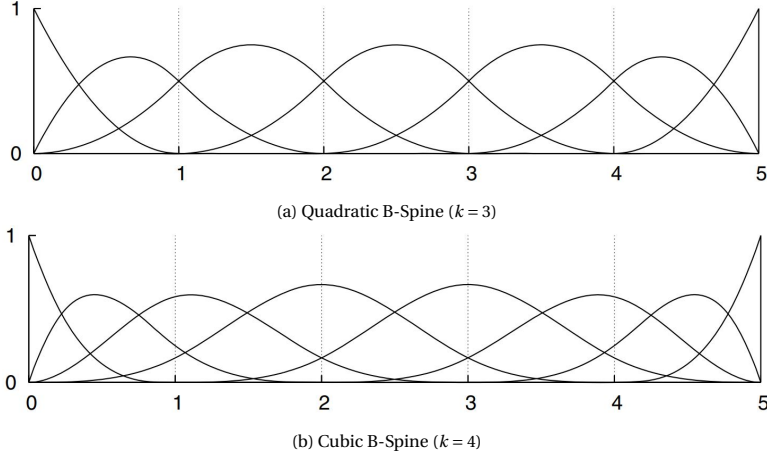 1
0
0 1 2 3 4 5
(a) Quadratic B-Spine (k = 3)
1
0
0 1 2 3 4 5
(b) Cubic B-Spine (k = 4)